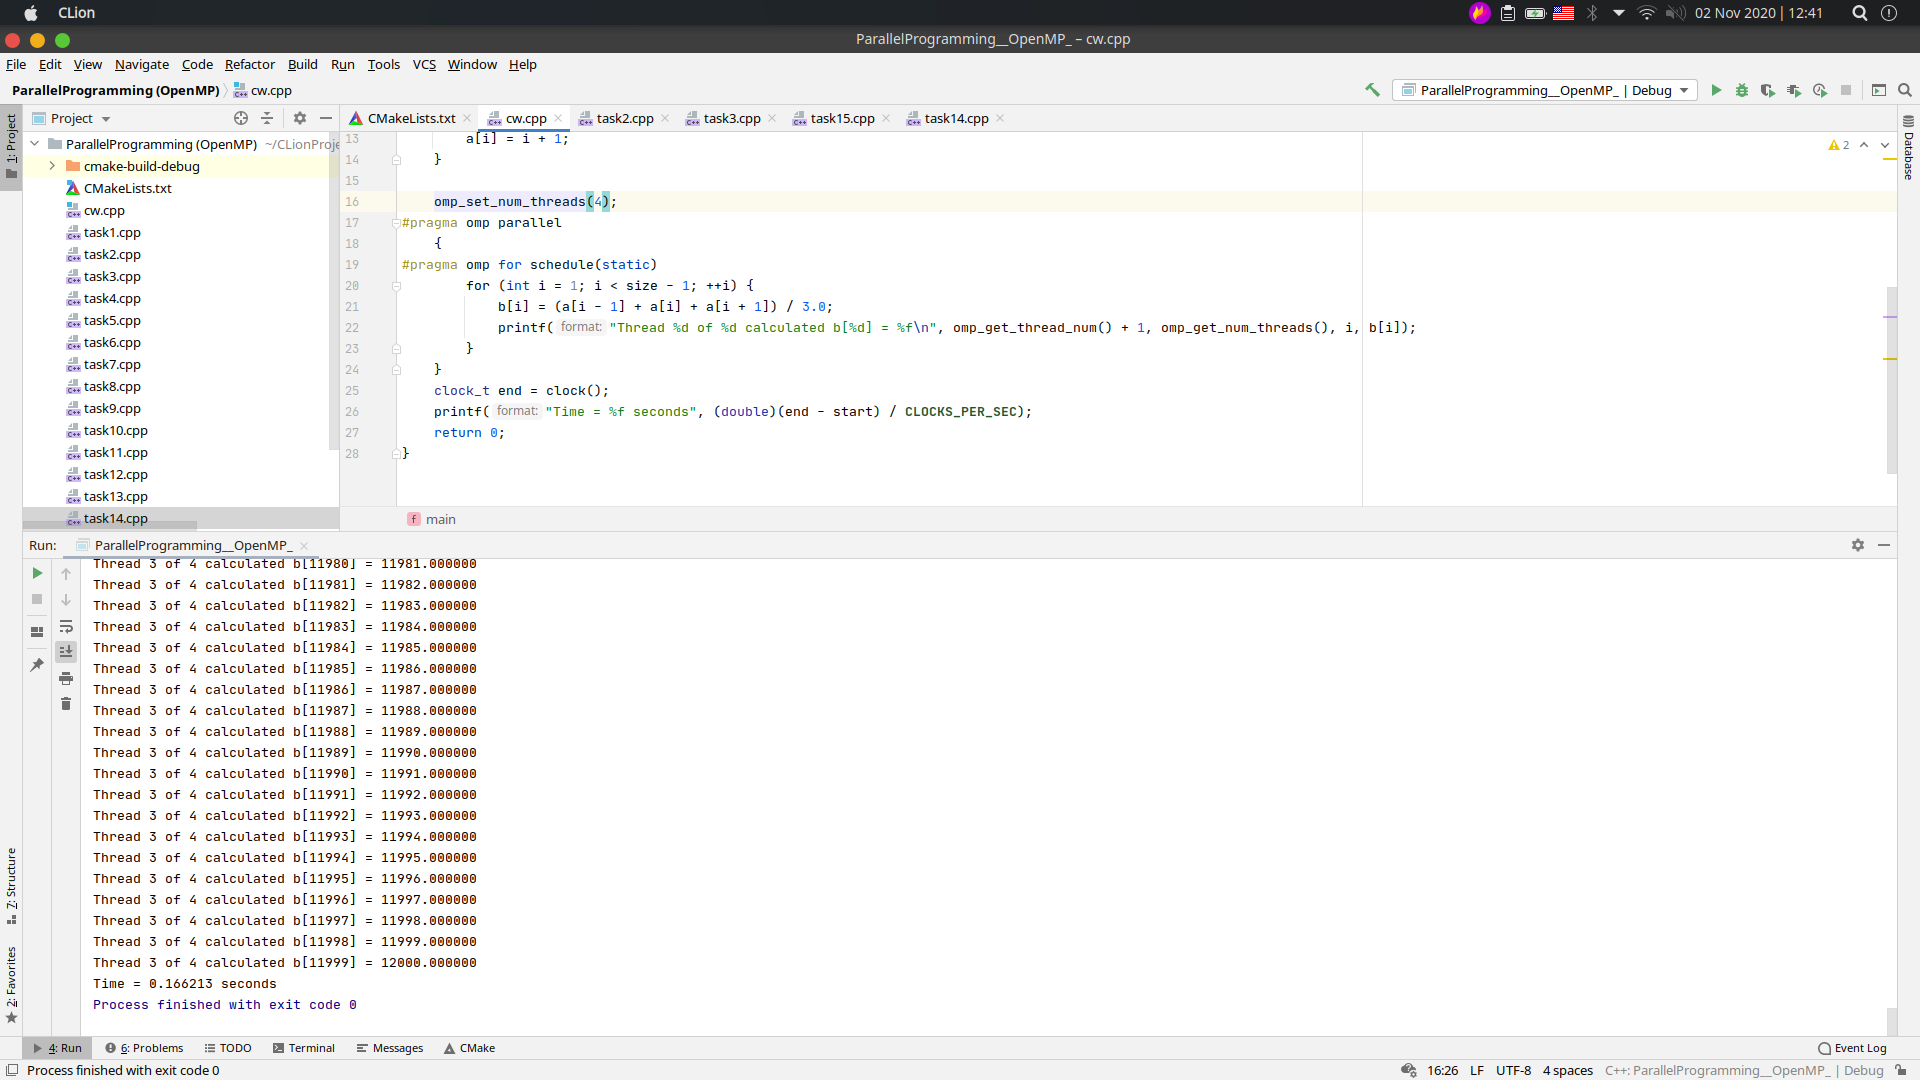 CLion
02 Nov 2020 | 12:41
ParallelProgramming__OpenMP_ – cw.cpp
File Edit View Navigate Code Refactor Build Run Tools VCS Window Help
ParallelProgramming (OpenMP) cw.cpp
ParallelProgramming__OpenMP_ | Debug
1: Project
Project
CMakeLists.txt cw.cpp task2.cpp task3.cpp task15.cpp task14.cpp
Database
ParallelProgramming (OpenMP) ~/CLionProje
cmake-build-debug
CMakeLists.txt
cw.cpp
task1.cpp
task2.cpp
task3.cpp
task4.cpp
task5.cpp
task6.cpp
task7.cpp
task8.cpp
task9.cpp
task10.cpp
task11.cpp
task12.cpp
task13.cpp
task14.cpp
2
13 a[i] = i + 1;
14 }
15
16 omp_set_num_threads(4);
17 #pragma omp parallel
18 {
19 #pragma omp for schedule(static)
20 for (int i = 1; i < size - 1; ++i) {
21 b[i] = (a[i - 1] + a[i] + a[i + 1]) / 3.0;
22 printf( format: "Thread %d of %d calculated b[%d] = %f\n", omp_get_thread_num() + 1, omp_get_num_threads(), i, b[i]);
23 }
24 }
25 clock_t end = clock();
26 printf( format: "Time = %f seconds", (double)(end - start) / CLOCKS_PER_SEC);
27 return 0;
28 }
f main
Run: ParallelProgramming__OpenMP_
Thread 3 of 4 calculated b[11980] = 11981.000000
Thread 3 of 4 calculated b[11981] = 11982.000000
Thread 3 of 4 calculated b[11982] = 11983.000000
Thread 3 of 4 calculated b[11983] = 11984.000000
Thread 3 of 4 calculated b[11984] = 11985.000000
Thread 3 of 4 calculated b[11985] = 11986.000000
Thread 3 of 4 calculated b[11986] = 11987.000000
Thread 3 of 4 calculated b[11987] = 11988.000000
Thread 3 of 4 calculated b[11988] = 11989.000000
Thread 3 of 4 calculated b[11989] = 11990.000000
Thread 3 of 4 calculated b[11990] = 11991.000000
Thread 3 of 4 calculated b[11991] = 11992.000000
Thread 3 of 4 calculated b[11992] = 11993.000000
Thread 3 of 4 calculated b[11993] = 11994.000000
Thread 3 of 4 calculated b[11994] = 11995.000000
Thread 3 of 4 calculated b[11995] = 11996.000000
Thread 3 of 4 calculated b[11996] = 11997.000000
Thread 3 of 4 calculated b[11997] = 11998.000000
Thread 3 of 4 calculated b[11998] = 11999.000000
Thread 3 of 4 calculated b[11999] = 12000.000000
Time = 0.166213 seconds
Process finished with exit code 0
7: Structure
2: Favorites
4: Run 6: Problems TODO Terminal Messages CMake Event Log
Process finished with exit code 0 16:26 LF UTF-8 4 spaces C++: ParallelProgramming__OpenMP_ | Debug